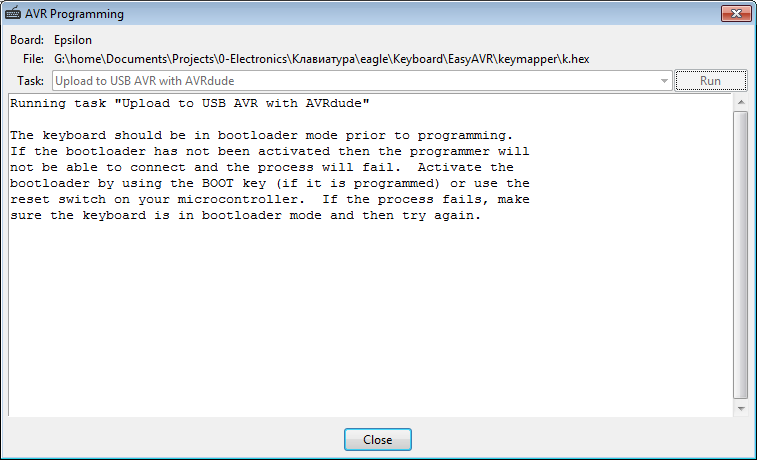 AVR Programming
Board: Epsilon
File: G:\home\Documents\Projects\0-Electronics\Клавиатура\eagle\Keyboard\EasyAVR\keymapper\k.hex
Task: Upload to USB AVR with AVRdude Run
Running task "Upload to USB AVR with AVRdude"
The keyboard should be in bootloader mode prior to programming.
If the bootloader has not been activated then the programmer will
not be able to connect and the process will fail.  Activate the
bootloader by using the BOOT key (if it is programmed) or use the
reset switch on your microcontroller.  If the process fails, make
sure the keyboard is in bootloader mode and then try again.
Close